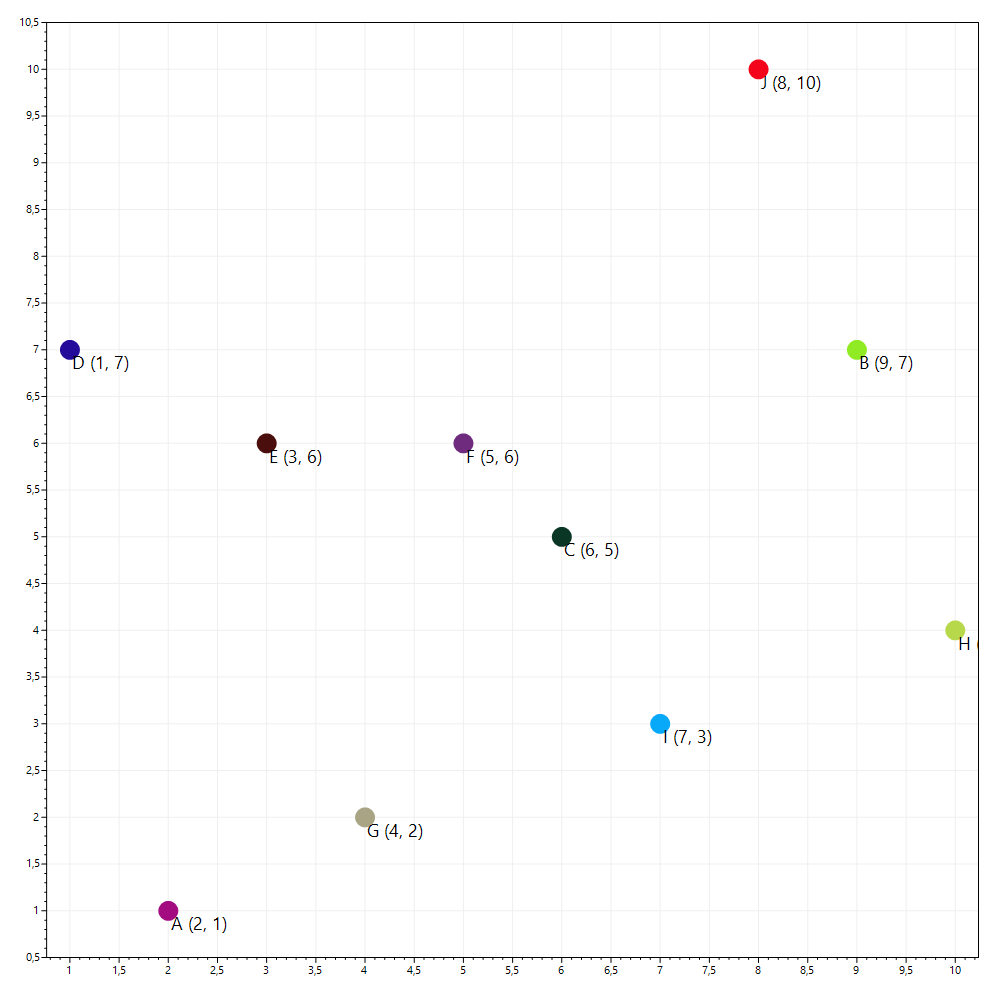 10,5
10
J (8, 10)
9,5
9
8,5
8
7,5
7
D (1, 7)
B (9, 7)
6,5
6
E (3, 6)
F (5, 6)
5,5
5
C (6, 5)
4,5
4
H (
3,5
3
I (7, 3)
2,5
2
G (4, 2)
1,5
1
A (2, 1)
0,5
1 1,5 2 2,5 3 3,5 4 4,5 5 5,5 6 6,5 7 7,5 8 8,5 9 9,5 10